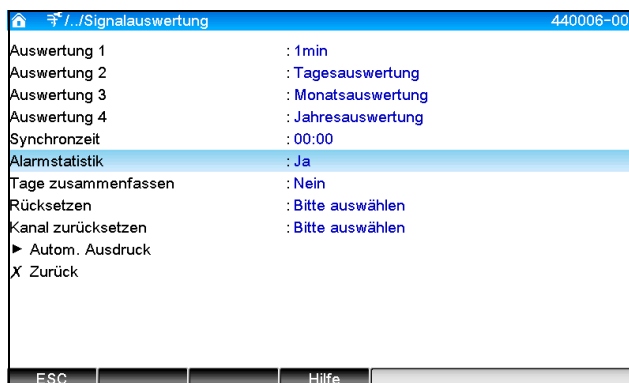 /../Signalauswertung 440006-00
Auswertung 1 : 1min
Auswertung 2 : Tagesauswertung
Auswertung 3 : Monatsauswertung
Auswertung 4 : Jahresauswertung
Synchronzeit : 00:00
Alarmstatistik : Ja
Tage zusammenfassen : Nein
Rücksetzen : Bitte auswählen
Kanal zurücksetzen : Bitte auswählen
► Autom. Ausdruck
X Zurück
ESC Hilfe